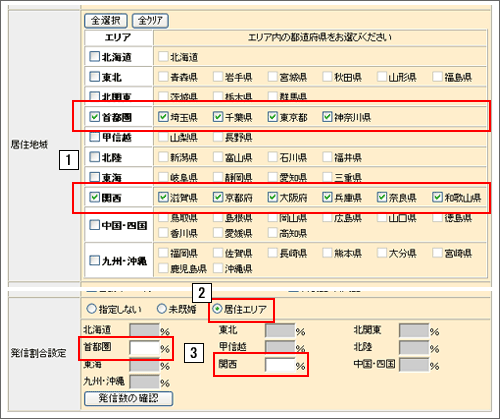 全選択 全クリア
エリア エリア内の都道府県をお選びください
北海道 北海道
東北 青森県 岩手県 宮城県 秋田県 山形県 福島県
北関東 茨城県 栃木県 群馬県
首都圏 埼玉県 千葉県 東京都 神奈川県
居住地域
1
甲信越 山梨県 長野県
北陸 新潟県 富山県 石川県 福井県
東海 岐阜県 静岡県 愛知県 三重県
関西 滋賀県 京都府 大阪府 兵庫県 奈良県 和歌山県
中国・四国 鳥取県 島根県 岡山県 広島県 山口県 徳島県
香川県 愛媛県 高知県
九州・沖縄 福岡県 佐賀県 長崎県 熊本県 大分県 宮崎県
鹿児島県 沖縄県
2
指定しない 未既婚 居住エリア
発信割合設定
北海道 % 東北 % 北関東 %
首都圏 % 3 甲信越 % 北陸 %
東海 % 関西 % 中国・四国 %
九州・沖縄 %
発信数の確認